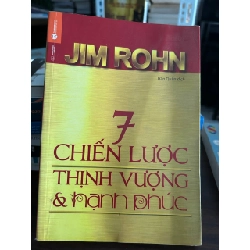 JIM ROHN
7
CHIẾN LƯỢC
THỊNH VƯỢNG
& HẠNH PHÚC